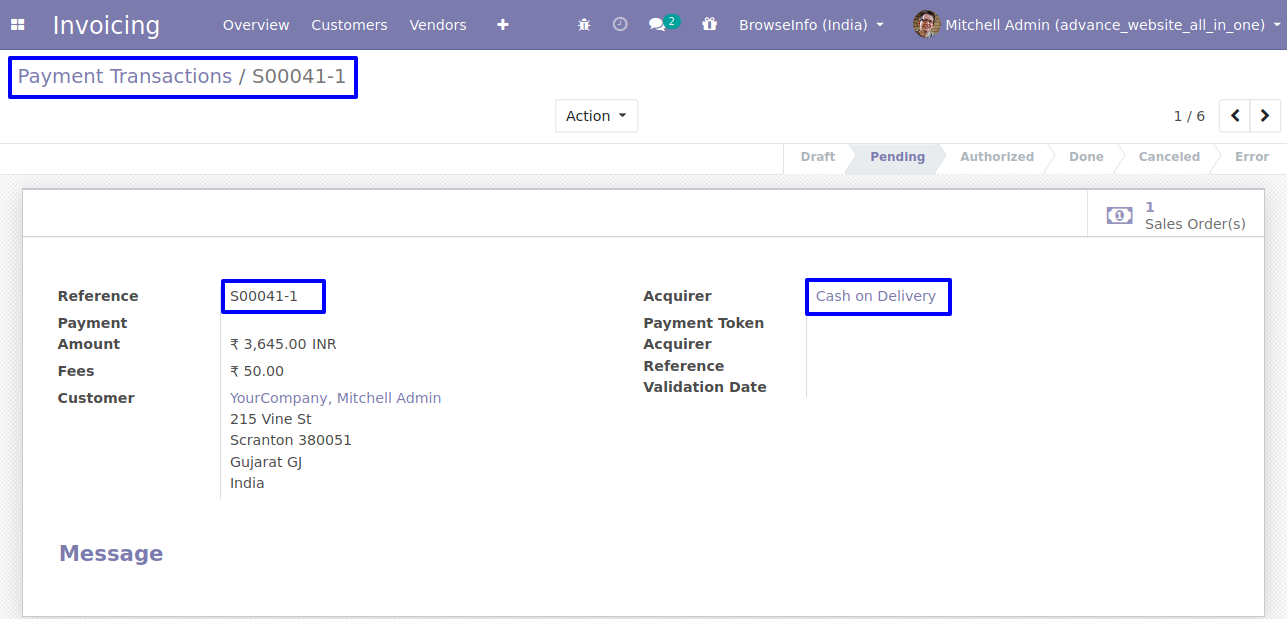 Invoicing Overview Customers Vendors + 2 BrowseInfo (India) Mitchell Admin (advance_website_all_in_one)
Payment Transactions / S00041-1
Action 1 / 6
Draft Pending Authorized Done Canceled Error
1
Sales Order(s)
Reference S00041-1
Payment
Amount ₹ 3,645.00 INR
Fees ₹ 50.00
Customer YourCompany, Mitchell Admin
215 Vine St
Scranton 380051
Gujarat GJ
India
Acquirer Cash on Delivery
Payment Token
Acquirer
Reference
Validation Date
Message